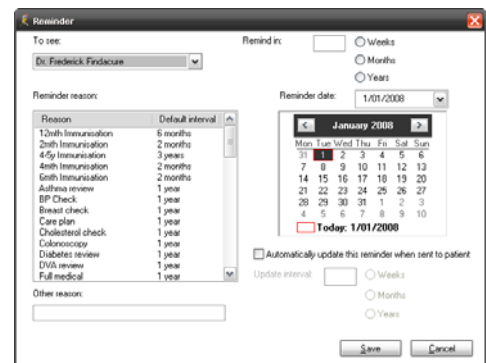 Reminder
To see:
Dr. Frederick Findacure
Remind in:
Weeks
Months
Years
Reminder reason:
Reason Default interval
12mth Immunisation 6 months
2mth Immunisation 2 months
4-5y Immunisation 3 years
4mth Immunisation 2 months
6mth Immunisation 2 months
Asthma review 1 year
BP Check 1 year
Breast check 1 year
Care plan 1 year
Cholesterol check 1 year
Colonoscopy 1 year
Diabetes review 1 year
DVA review 1 year
Full medical 1 year
Other reason:
Reminder date: 1/01/2008
January 2008
Mon Tue Wed Thu Fri Sat Sun
31 1 2 3 4 5 6
7 8 9 10 11 12 13
14 15 16 17 18 19 20
21 22 23 24 25 26 27
28 29 30 31 1 2 3
4 5 6 7 8 9 10
Today: 1/01/2008
Automatically update this reminder when sent to patient
Update interval:
Weeks
Months
Years
Save Cancel